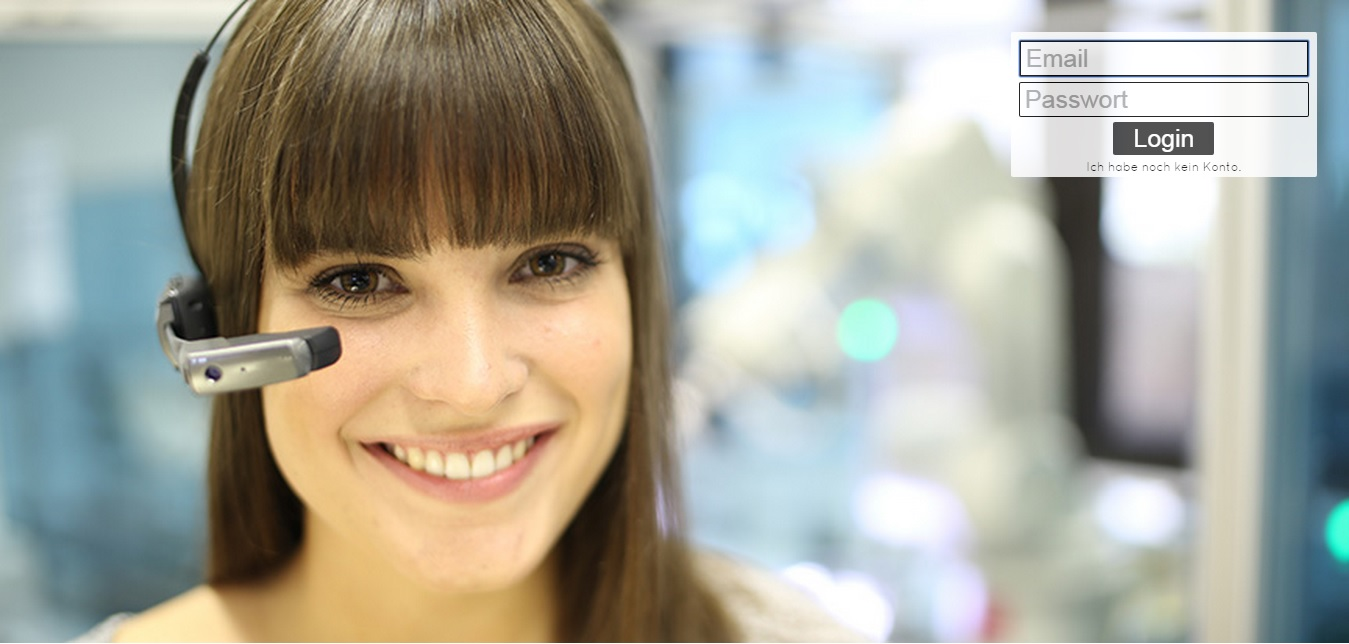 Email
Passwort
Login
Ich habe noch kein Konto.